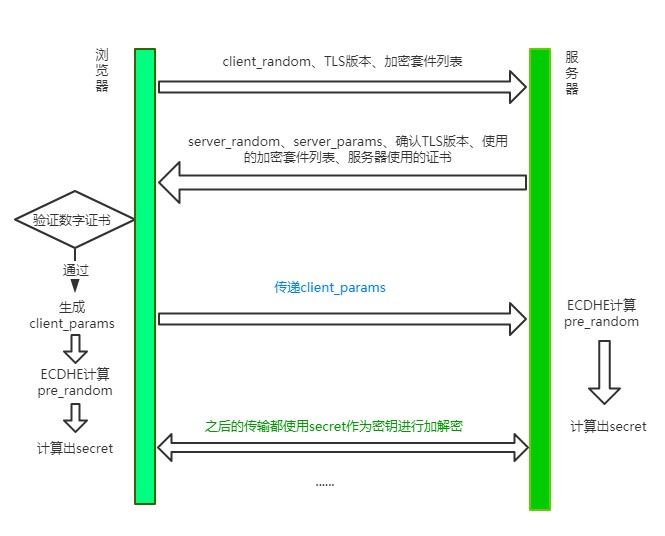 浏览器
服务器
client_random、TLS版本、加密套件列表
server_random、server_params、确认TLS版本、使用
的加密套件列表、服务器使用的证书
验证数字证书
通过
生成
client_params
传递client_params
ECDHE计算
pre_random
ECDHE计算
pre_random
计算出secret
计算出secret
之后的传输都使用secret作为密钥进行加解密
......